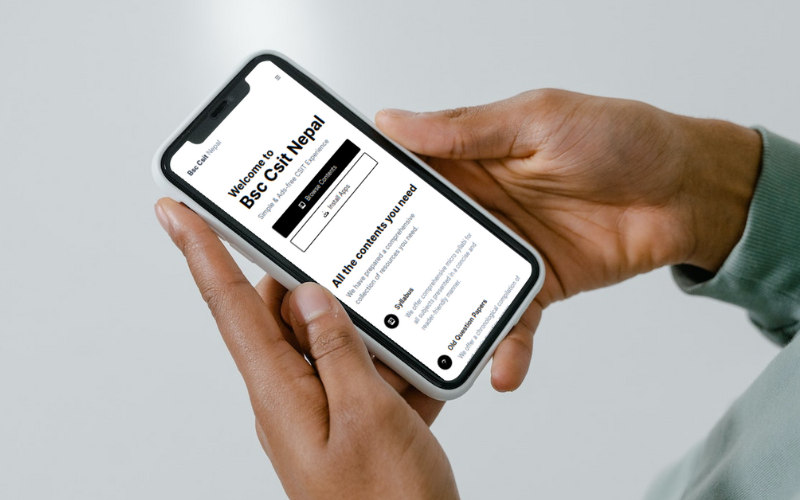 Bsc Csit Nepal
Welcome to
Bsc Csit Nepal
Simple & Ads-free CSIT Experience
Browse Contents
Install Apps
All the contents you need
We have prepared a comprehensive
collection of resources you need.
Syllabus
We offer comprehensive micro syllabi for
all subjects presented in a concise and
reader-friendly manner.
Old Question Papers
We offer a chronological compilation of